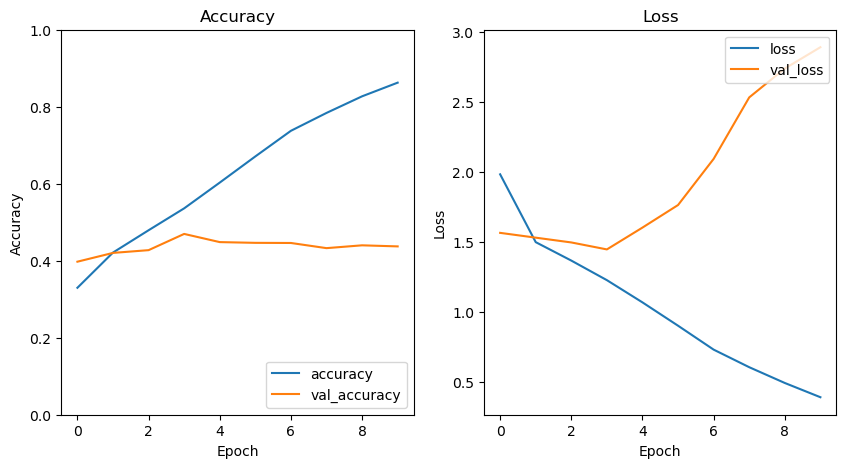 Accuracy
1.0
0.8
0.6
0.4
0.2
0.0
Accuracy
0 2 4 6 8
Epoch
accuracy
val_accuracy
Loss
3.0
2.5
2.0
1.5
1.0
0.5
Loss
0 2 4 6 8
Epoch
loss
val_loss